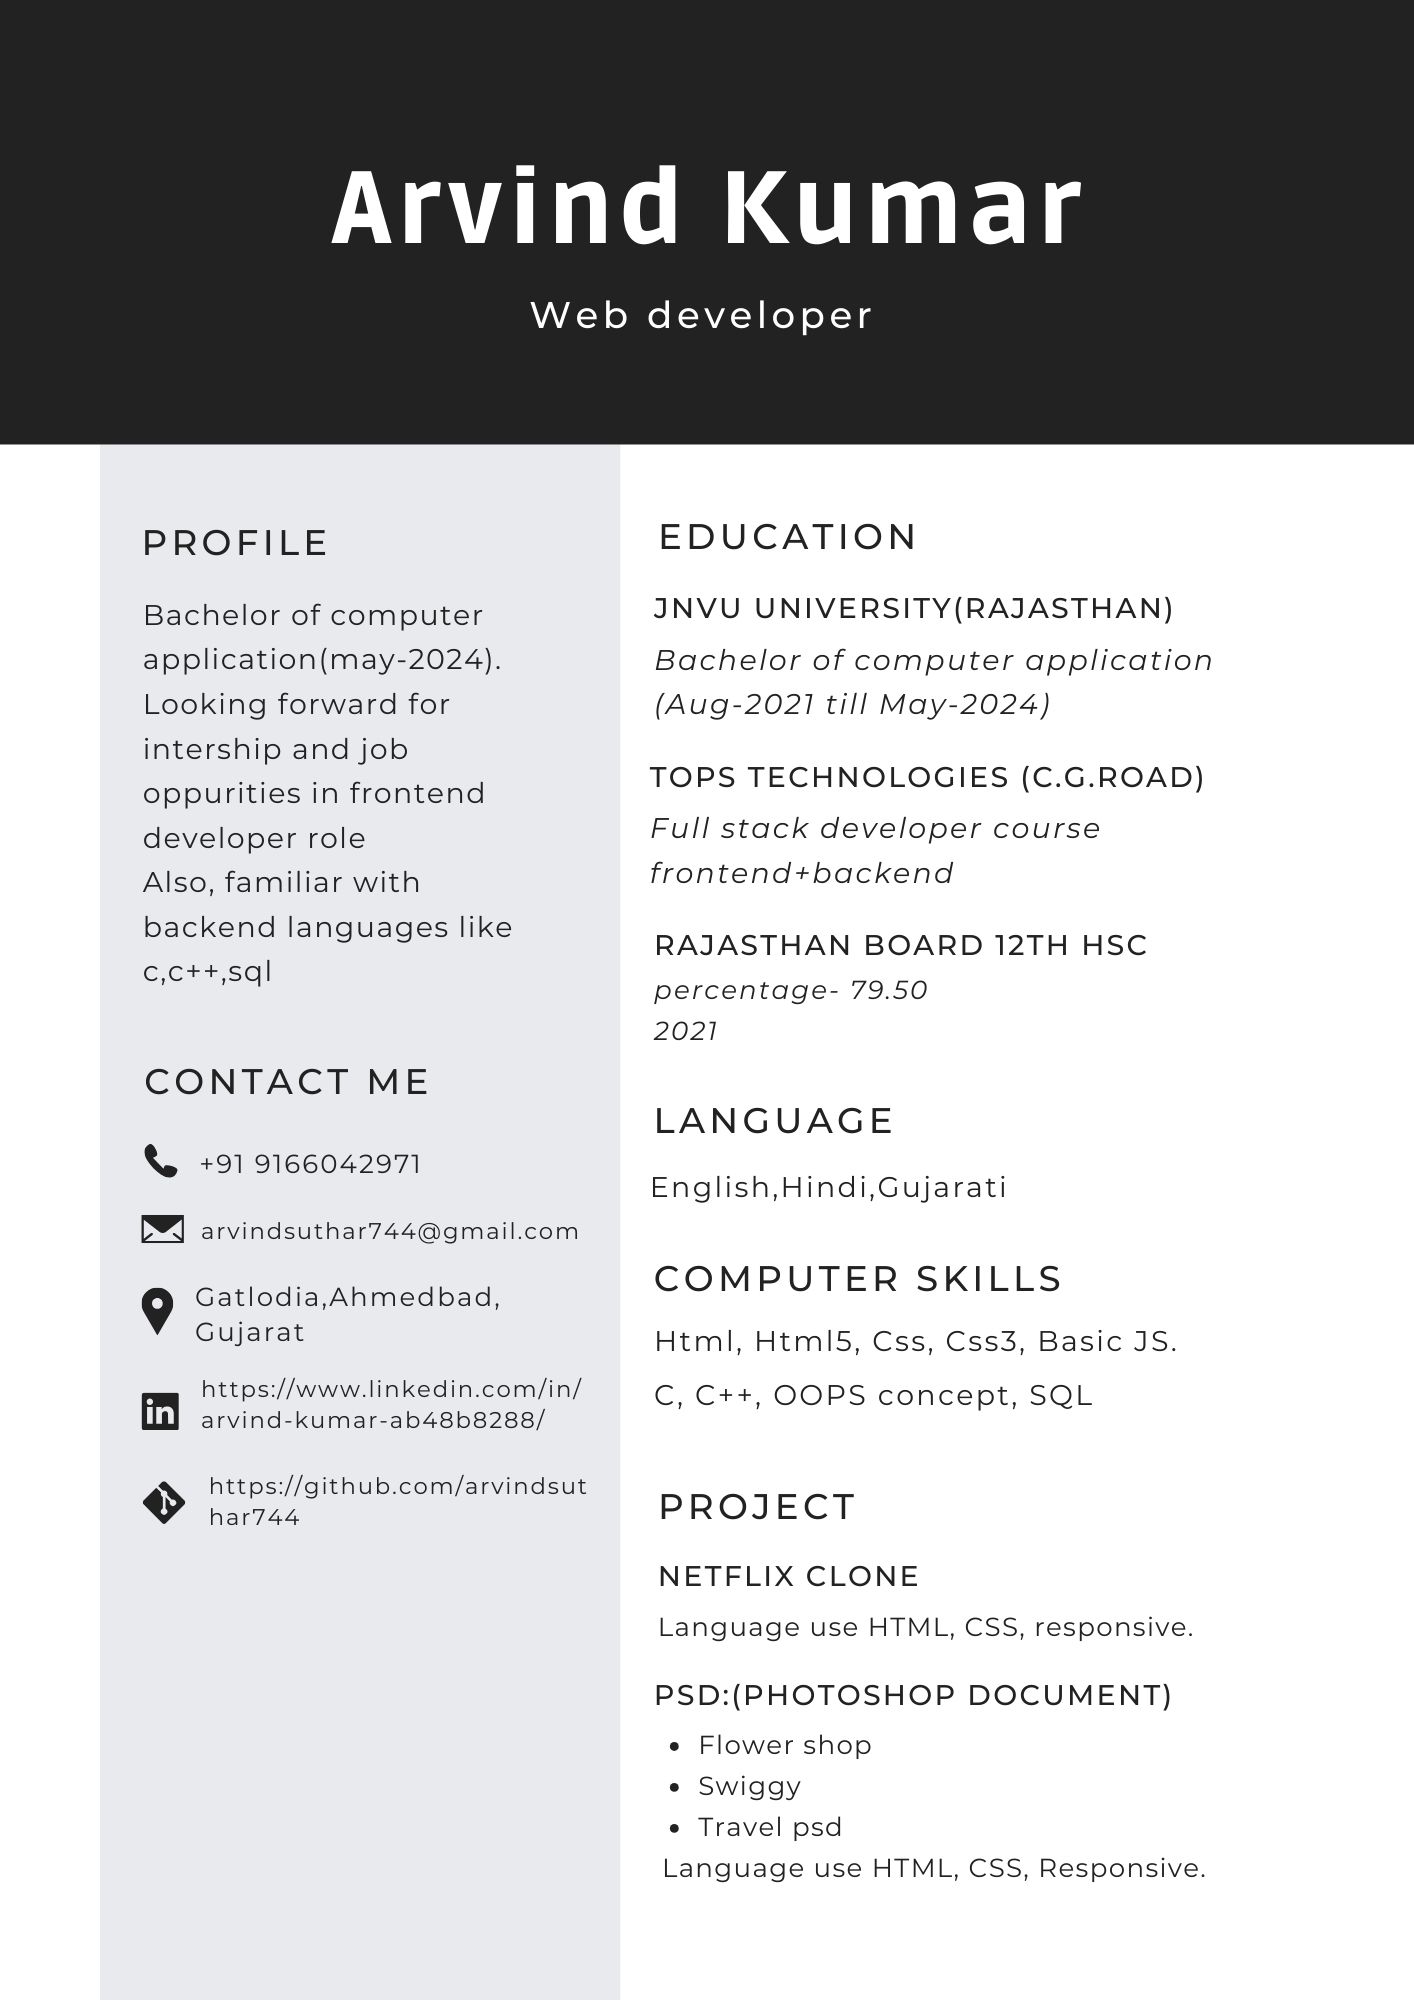 Arvind Kumar
Web developer
PROFILE
Bachelor of computer
application(may-2024).
Looking forward for
intership and job
oppurities in frontend
developer role
Also, familiar with
backend languages like
c,c++,sql
CONTACT ME
+91 9166042971
arvindsuthar744@gmail.com
Gatlodia,Ahmedbad,
Gujarat
https://www.linkedin.com/in/
arvind-kumar-ab48b8288/
https://github.com/arvindsut
har744
EDUCATION
JNVU UNIVERSITY(RAJASTHAN)
Bachelor of computer application
(Aug-2021 till May-2024)
TOPS TECHNOLOGIES (C.G.ROAD)
Full stack developer course
frontend+backend
RAJASTHAN BOARD 12TH HSC
percentage- 79.50
2021
LANGUAGE
English,Hindi,Gujarati
COMPUTER SKILLS
Html, Html5, Css, Css3, Basic JS.
C, C++, OOPS concept, SQL
PROJECT
NETFLIX CLONE
Language use HTML, CSS, responsive.
PSD:(PHOTOSHOP DOCUMENT)
• Flower shop
• Swiggy
• Travel psd
Language use HTML, CSS, Responsive.